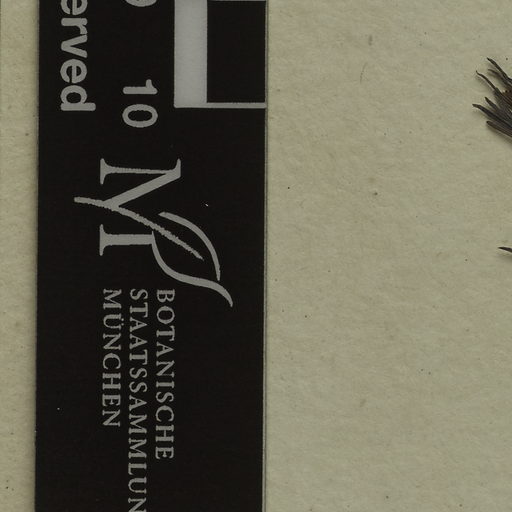 erved
10
M
BOTANISCHE
STAATSSAMMLUN
MÜNCHEN